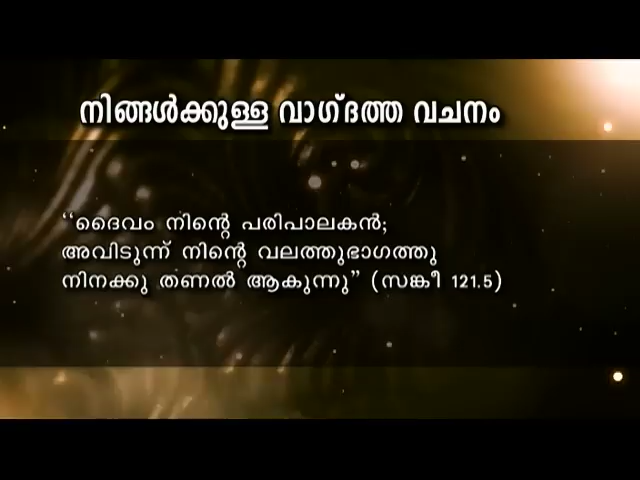 നിങ്ങൾക്കുള്ള വാഗ്ദത്ത വചനം
‘‘ദൈവം നിന്റെ പരിപാലകൻ;
അവിടുന്ന് നിന്റെ വലത്തുഭാഗത്തു
നിനക്കു തണൽ ആകുന്നു” (സങ്കീ 121.5)